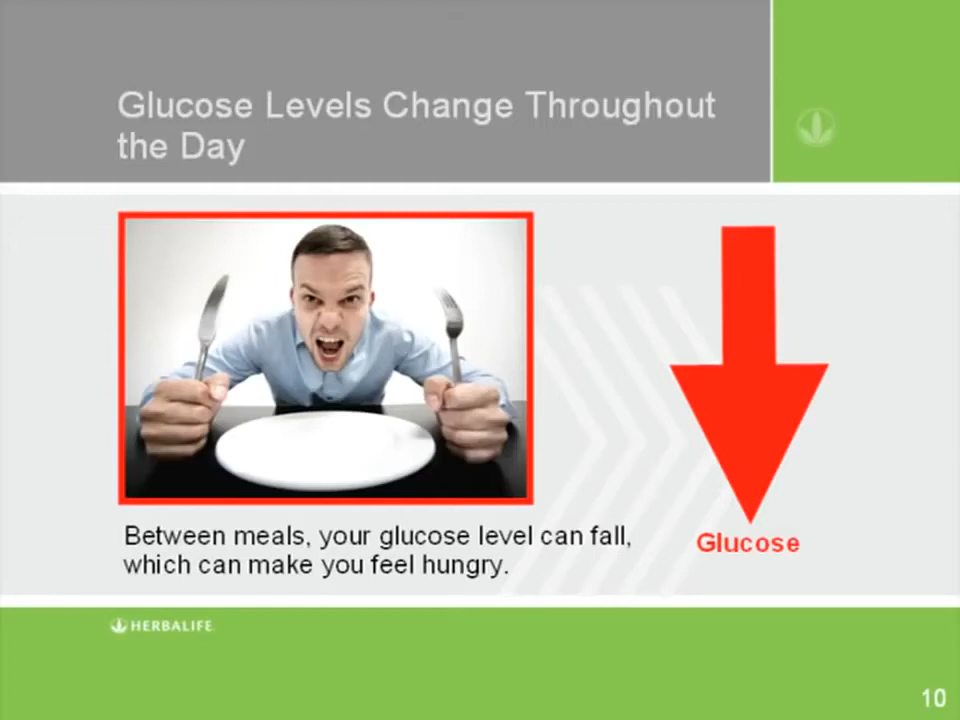 Glucose Levels Change Throughout
the Day
Between meals, your glucose level can fall,
which can make you feel hungry.
Glucose
HERBALIFE
10